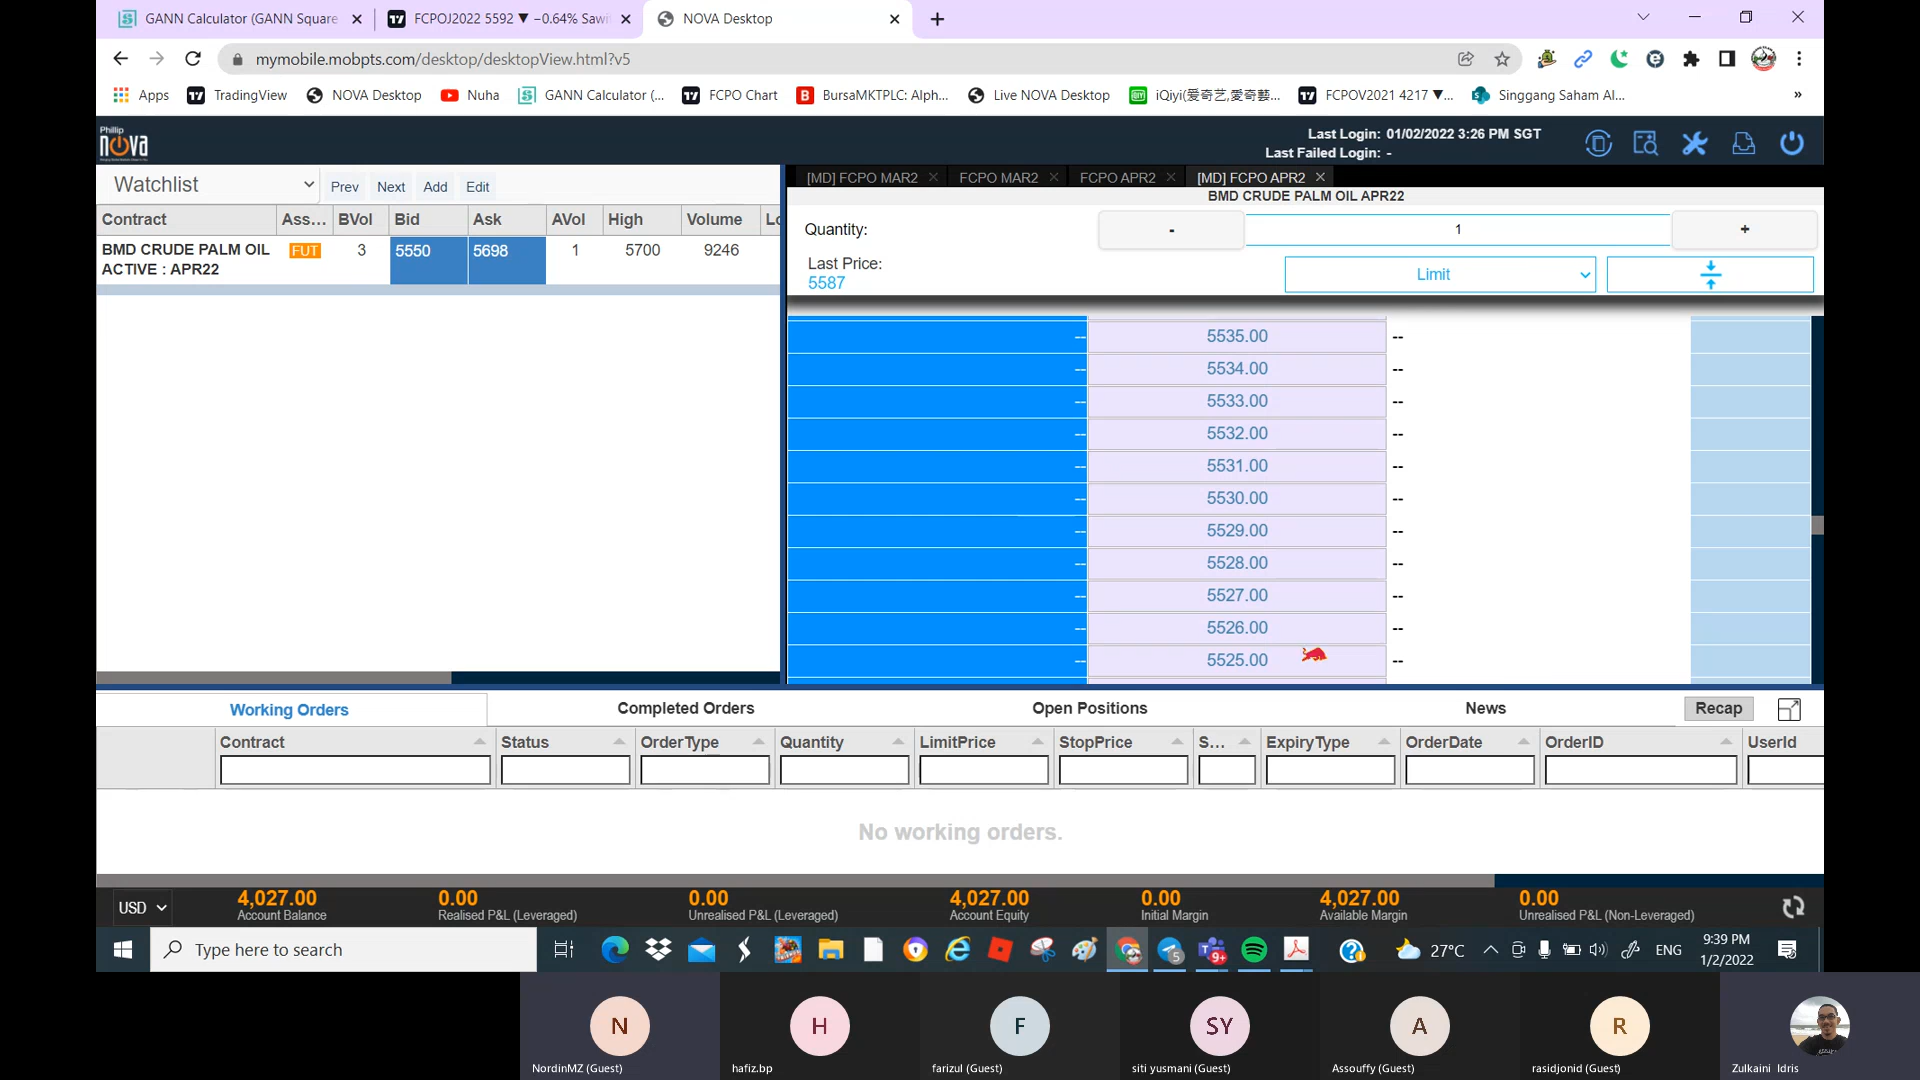 GANN Calculator (GANN Square
FCPOJ2022 5592 ▼ −0.64% Sawi
NOVA Desktop
mymobile.mobpts.com/desktop/desktopView.html?v5
Apps
TradingView
NOVA Desktop
Nuha
GANN Calculator (...
FCPO Chart
BursaMKTPLC: Alph...
Live NOVA Desktop
iQiyi(爱奇艺,愛奇藝...
FCPOV2021 4217 ▼...
Singgang Saham Al...
»
Phillip
nova
Last Login: 01/02/2022 3:26 PM SGT
Last Failed Login: -
Watchlist
Prev
Next
Add
Edit
Contract Ass... BVol Bid Ask AVol High Volume Lo
BMD CRUDE PALM OIL FUT 3 5550 5698 1 5700 9246
ACTIVE : APR22
[MD] FCPO MAR2
FCPO MAR2
FCPO APR2
[MD] FCPO APR2
BMD CRUDE PALM OIL APR22
Quantity: - 1 +
Last Price:
5587
Limit
-- 5535.00 --
-- 5534.00 --
-- 5533.00 --
-- 5532.00 --
-- 5531.00 --
-- 5530.00 --
-- 5529.00 --
-- 5528.00 --
-- 5527.00 --
-- 5526.00 --
-- 5525.00 --
Working Orders
Completed Orders
Open Positions
News
Recap
Contract Status OrderType Quantity LimitPrice StopPrice S... ExpiryType OrderDate OrderID UserId
No working orders.
USD
4,027.00
Account Balance
0.00
Realised P&L (Leveraged)
0.00
Unrealised P&L (Leveraged)
4,027.00
Account Equity
0.00
Initial Margin
4,027.00
Available Margin
0.00
Unrealised P&L (Non-Leveraged)
Type here to search
5
9+
27°C
ENG
9:39 PM
1/2/2022
N
NordinMZ (Guest)
H
hafiz.bp
F
farizul (Guest)
SY
siti yusmani (Guest)
A
Assouffy (Guest)
R
rasidjonid (Guest)
Zulkaini Idris